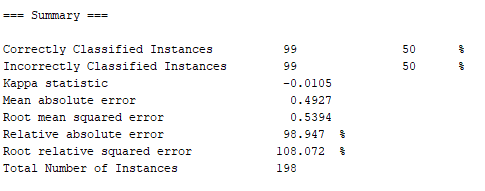 === Summary ===
Correctly Classified Instances 99 50 %
Incorrectly Classified Instances 99 50 %
Kappa statistic -0.0105
Mean absolute error 0.4927
Root mean squared error 0.5394
Relative absolute error 98.947 %
Root relative squared error 108.072 %
Total Number of Instances 198